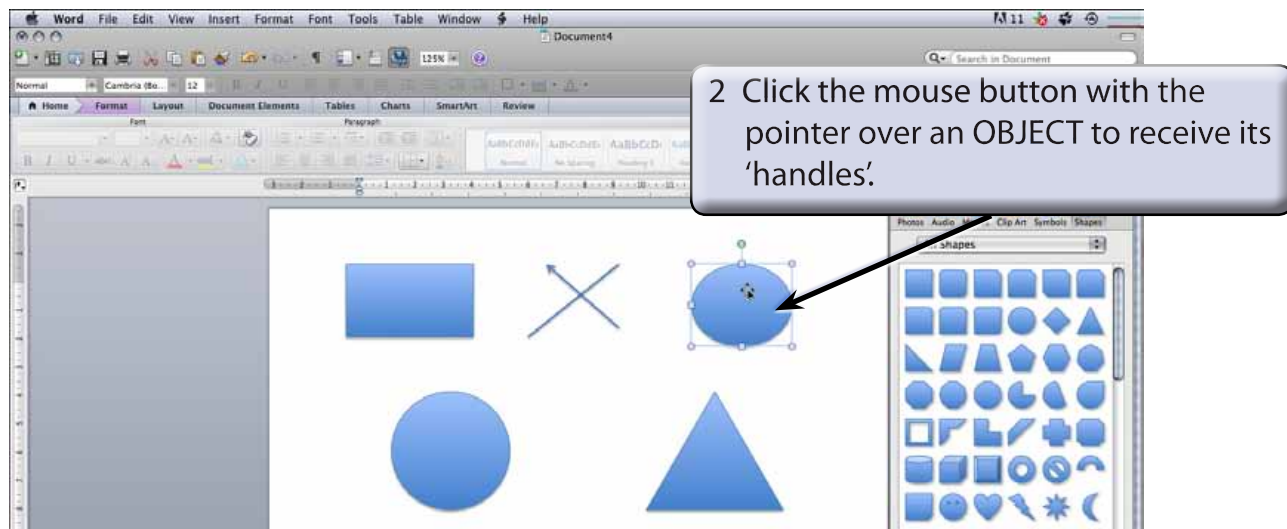 Word File Edit View Insert Format Font Tools Table Window Help
11
Document4
125%
Search in Document
Normal Cambria (Bo... 12
Home Format Layout Document Elements Tables Charts SmartArt Review
Font Paragraph
2 Click the mouse button with the
pointer over an OBJECT to receive its
‘handles’.
Photos Audio Clip Art Symbols Shapes
Shapes